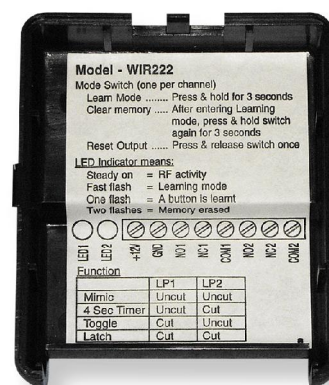 Model - WIR222
Mode Switch (one per channel)
Learn Mode ....... Press & hold for 3 seconds
Clear memory .... After entering Learning
mode, press & hold switch
again for 3 seconds
Reset Output ...... Press & release switch once
LED Indicator means:
Steady on = RF activity
Fast flash = Learning mode
One flash = A button is learnt
Two flashes = Memory erased
LED1 LED2 +12V GND NO1 NC1 COM1 NO2 NC2 COM2
Function
LP1 LP2
Mimic Uncut Uncut
4 Sec Timer Uncut Cut
Toggle Cut Uncut
Latch Cut Cut